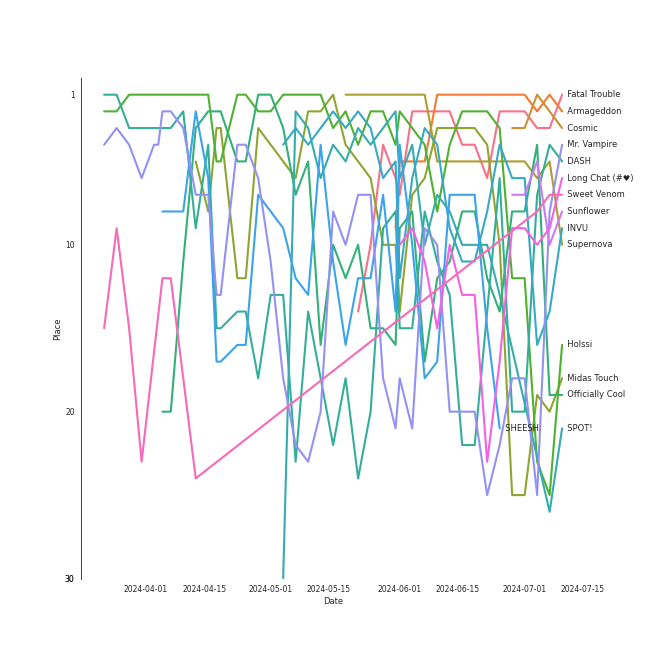 1
10
20
30
Place
Fatal Trouble
Armageddon
Cosmic
Mr. Vampire
DASH
Long Chat (#♥)
Sweet Venom
Sunflower
INVU
Supernova
Holssi
Midas Touch
Officially Cool
SHEESH
SPOT!
2024-04-01
2024-04-15
2024-05-01
2024-05-15
2024-06-01
2024-06-15
2024-07-01
2024-07-15
Date